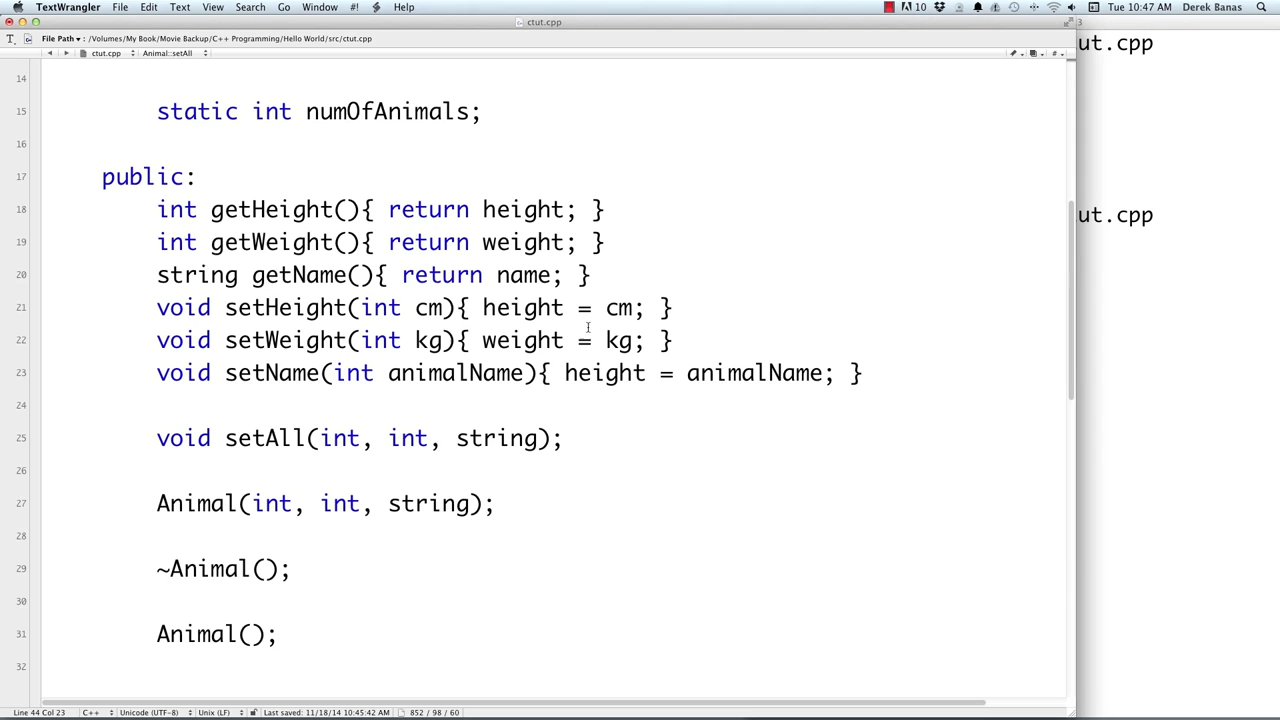 TextWrangler File Edit Text View Search Go Window #! Help 10 Tue 10:47 AM Derek Banas
ctut.cpp
File Path ▾ : /Volumes/My Book/Movie Backup/C++ Programming/Hello World/src/ctut.cpp
ctut.cpp Animal::setAll
14
15 static int numOfAnimals;
16
17 public:
18 int getHeight(){ return height; }
19 int getWeight(){ return weight; }
20 string getName(){ return name; }
21 void setHeight(int cm){ height = cm; }
22 void setWeight(int kg){ weight = kg; }
23 void setName(int animalName){ height = animalName; }
24
25 void setAll(int, int, string);
26
27 Animal(int, int, string);
28
29 ~Animal();
30
31 Animal();
32
Line 44 Col 23 C++ Unicode (UTF-8) Unix (LF) Last saved: 11/18/14 10:45:42 AM 852 / 98 / 60
3
ut.cpp
ut.cpp